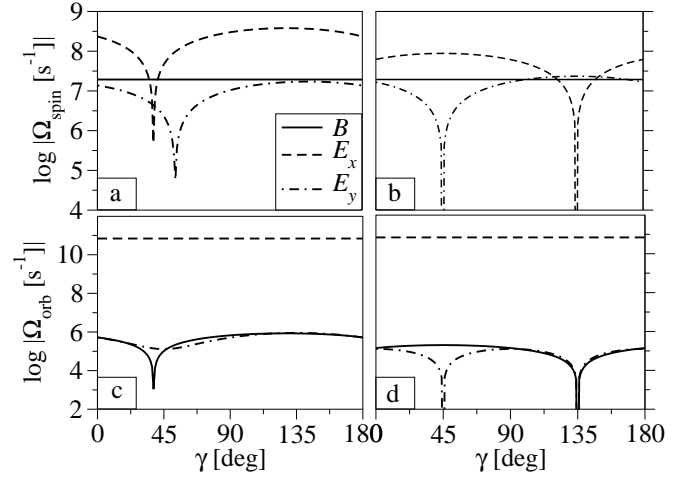 9
8
7
6
5
4
log |Ω_spin [s⁻¹]|
B
E_x
E_y
a
b
10
8
6
4
2
log |Ω_orb [s⁻¹]|
c
d
0 45 90 135 180
0 45 90 135 180
γ [deg]
γ [deg]